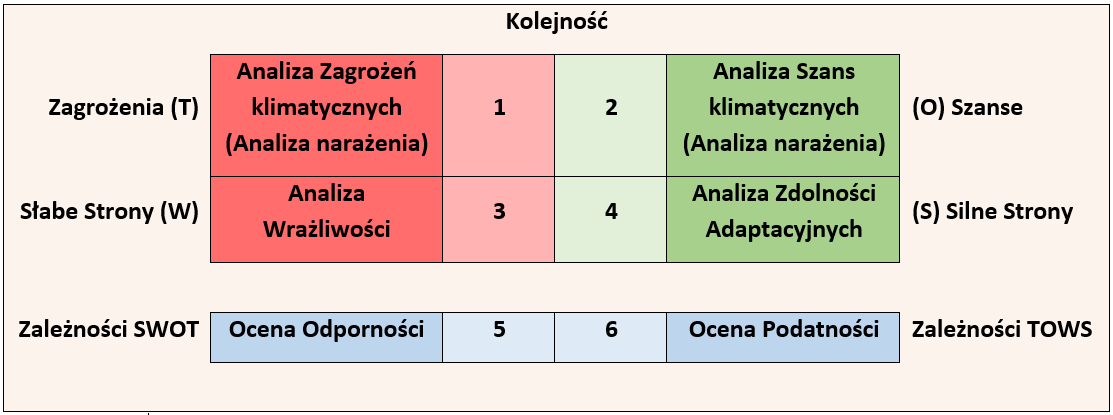 Kolejność
Zagrożenia (T)
Analiza Zagrożeń
klimatycznych
(Analiza narażenia)
1
2
Analiza Szans
klimatycznych
(Analiza narażenia)
(O) Szanse
Słabe Strony (W)
Analiza
Wrażliwości
3
4
Analiza Zdolności
Adaptacyjnych
(S) Silne Strony
Zależności SWOT
Ocena Odporności
5
6
Ocena Podatności
Zależności TOWS